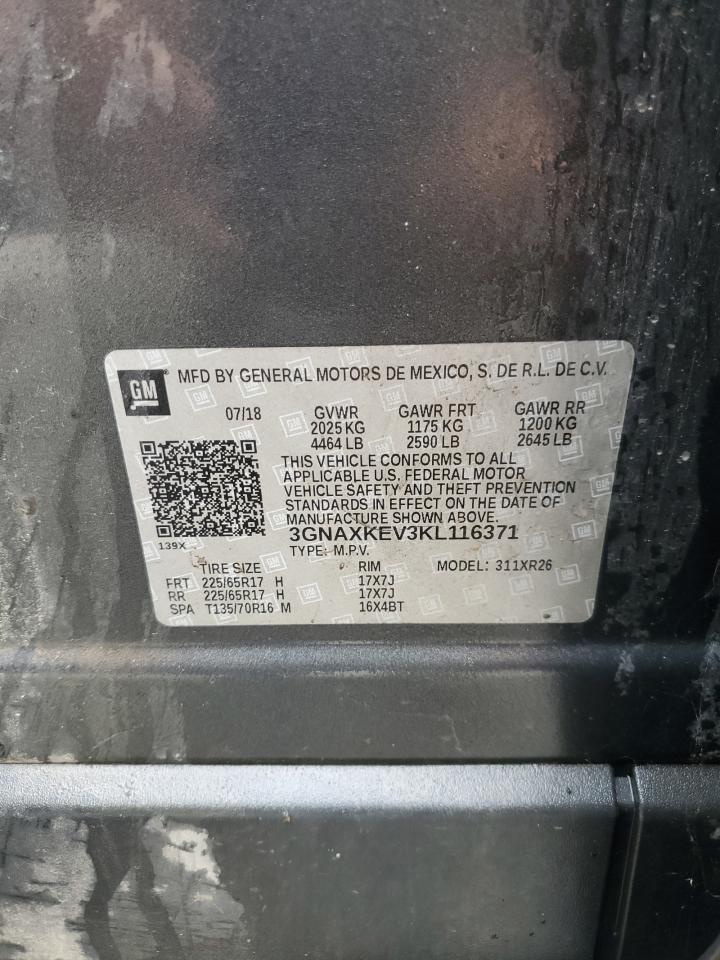 GM MFD BY GENERAL MOTORS DE MEXICO, S. DE R.L. DE C.V.
07/18 GVWR GAWR FRT GAWR RR
2025 KG 1175 KG 1200 KG
4464 LB 2590 LB 2645 LB
THIS VEHICLE CONFORMS TO ALL
APPLICABLE U.S. FEDERAL MOTOR
VEHICLE SAFETY AND THEFT PREVENTION
STANDARDS IN EFFECT ON THE DATE OF
MANUFACTURE SHOWN ABOVE.
3GNAXKEV3KL116371
139X
TYPE: M.P.V.
TIRE SIZE RIM MODEL: 311XR26
FRT 225/65R17 H 17X7J
RR 225/65R17 H 17X7J
SPA T135/70R16 M 16X4BT